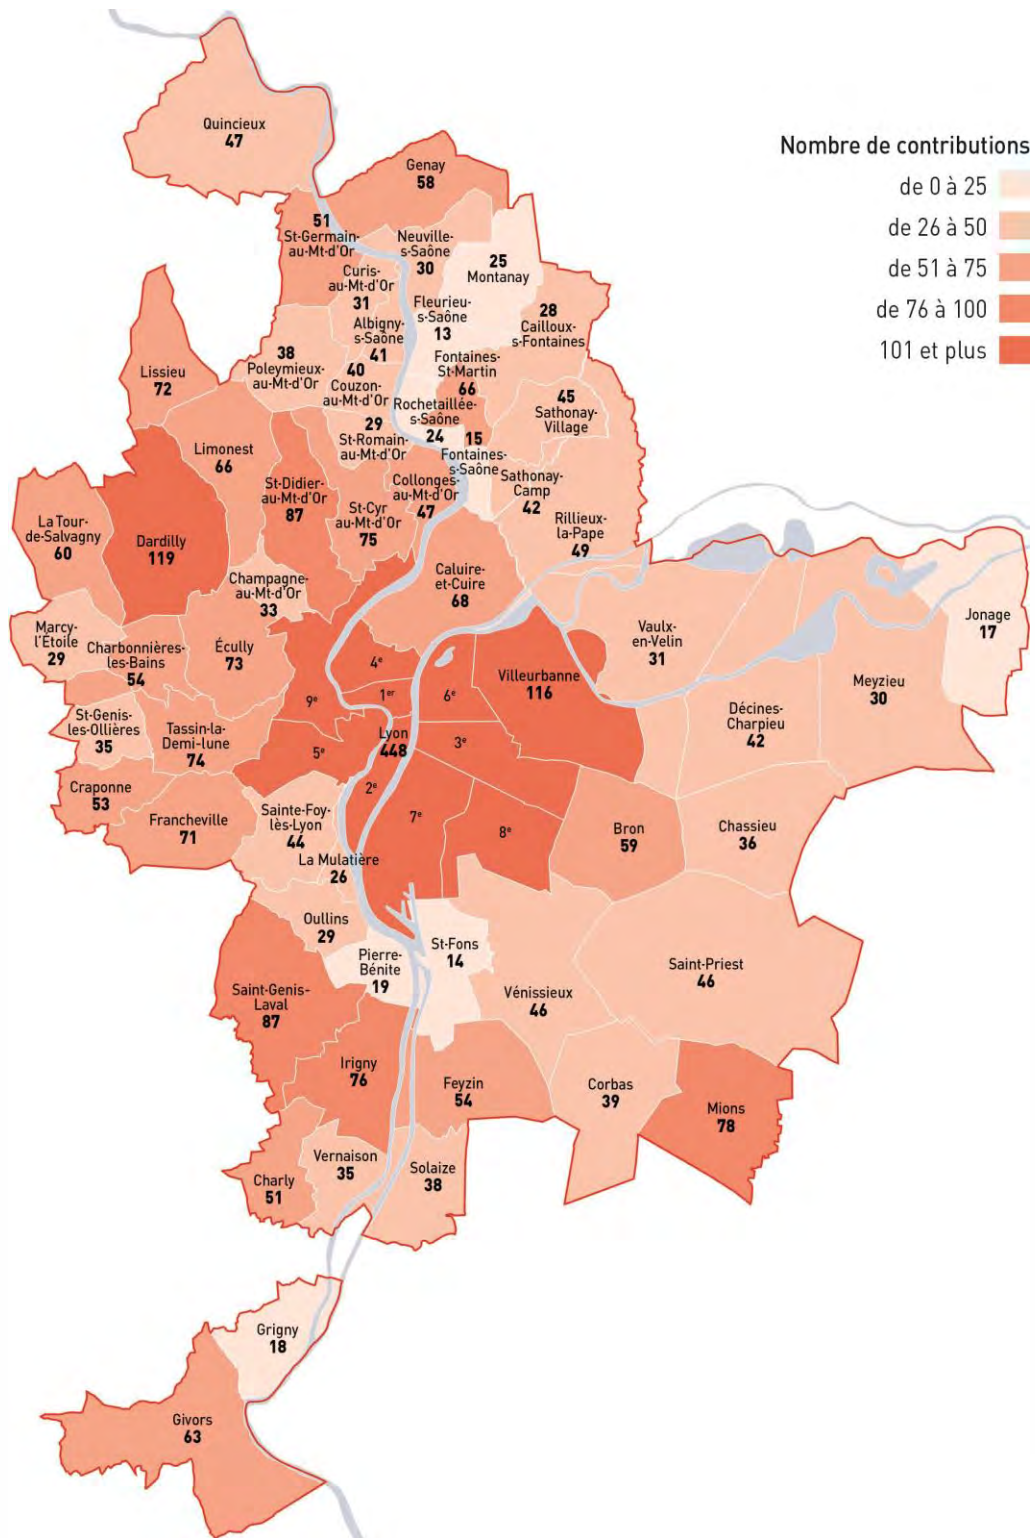 Quincieux
47
Nombre de contributions
de 0 à 25
de 26 à 50
de 51 à 75
de 76 à 100
101 et plus
Genay
58
51
St-Germain-
au-Mt-d'Or
Neuville-
s-Saône
30
25
Montanay
Curis-
au-Mt-d'Or
31
Fleurieu-
s-Saône
13
28
Cailloux-
s-Fontaines
Albigny-
s-Saône
41
38
Poleymieux-
au-Mt-d'Or
40
Couzon-
au-Mt-d'Or
Fontaines-
St-Martin
66
Lissieu
72
45
Sathonay-
Village
Rochetaillée-
s-Saône
24
29
St-Romain-
au-Mt-d'Or
15
Fontaines-
s-Saône
Limonest
66
St-Didier-
au-Mt-d'Or
87
Collonges-
au-Mt-d'Or
47
Sathonay-
Camp
42
St-Cyr
au-Mt-d'Or
75
Rillieux-
la-Pape
49
La Tour-
de-Salvagny
60
Dardilly
119
Caluire-
et-Cuire
68
Champagne-
au-Mt-d'Or
33
Jonage
17
Marcy-
l'Étoile
29
Charbonnières-
les-Bains
54
Écully
73
Vaulx-
en-Velin
31
4e
Villeurbanne
116
Meyzieu
30
1er
6e
9e
Décines-
Charpieu
42
St-Genis-
les-Ollières
35
Tassin-la-
Demi-lune
74
Lyon
448
3e
5e
2e
Craponne
53
Francheville
71
Sainte-Foy-
lès-Lyon
44
7e
8e
Bron
59
Chassieu
36
La Mulatière
26
Oullins
29
St-Fons
14
Pierre-
Bénite
19
Saint-Priest
46
Saint-Genis-
Laval
87
Vénissieux
46
Irigny
76
Feyzin
54
Corbas
39
Mions
78
Vernaison
35
Solaize
38
Charly
51
Grigny
18
Givors
63